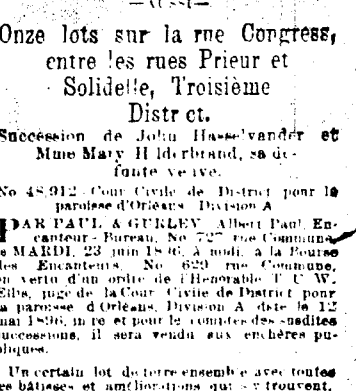 —AUSSI—
Onze lots sur la rue Congress,
entre les rues Prieur et
Solidelle, Troisième
District.
Succession de John Hasselvander et
Mme Mary Hilderbrand, sa dé-
funte veuve.
No 48,912—Cour Civile de District pour la
paroisse d'Orléans Division A
PAR PAUL & GURLEY, Albert Paul, En-
canteur—Bureau, No 727 rue Commune,
le MARDI, 23 juin 1896, à midi, à la Bourse
des Encanteurs, No 629 rue Commune,
en vertu d'un ordre de l'Honorable T. C. W.
Ellis, juge de la Cour Civile de District pour
la paroisse d'Orléans, Division A daté le 12
mai 1896, in re et pour le compte des susdites
successions, il sera vendu aux enchères pu-
bliques.
Un certain lot de terre ensemble avec toutes
les bâtisses et améliorations qui s'y trouvent,